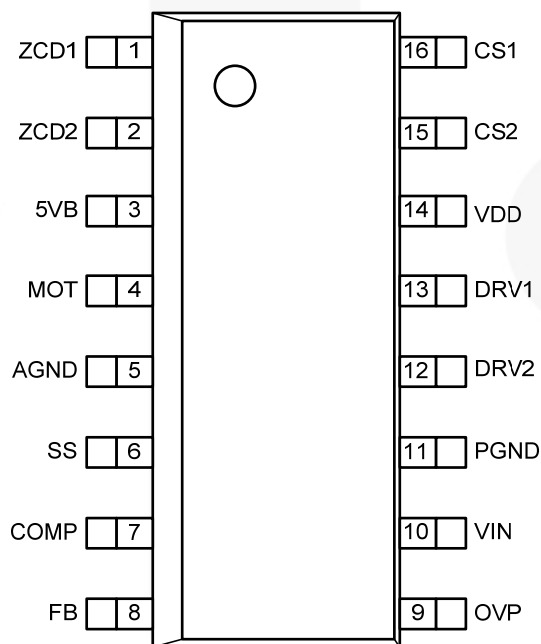 ZCD1 1 16 CS1
ZCD2 2 15 CS2
5VB 3 14 VDD
MOT 4 13 DRV1
AGND 5 12 DRV2
SS 6 11 PGND
COMP 7 10 VIN
FB 8 9 OVP